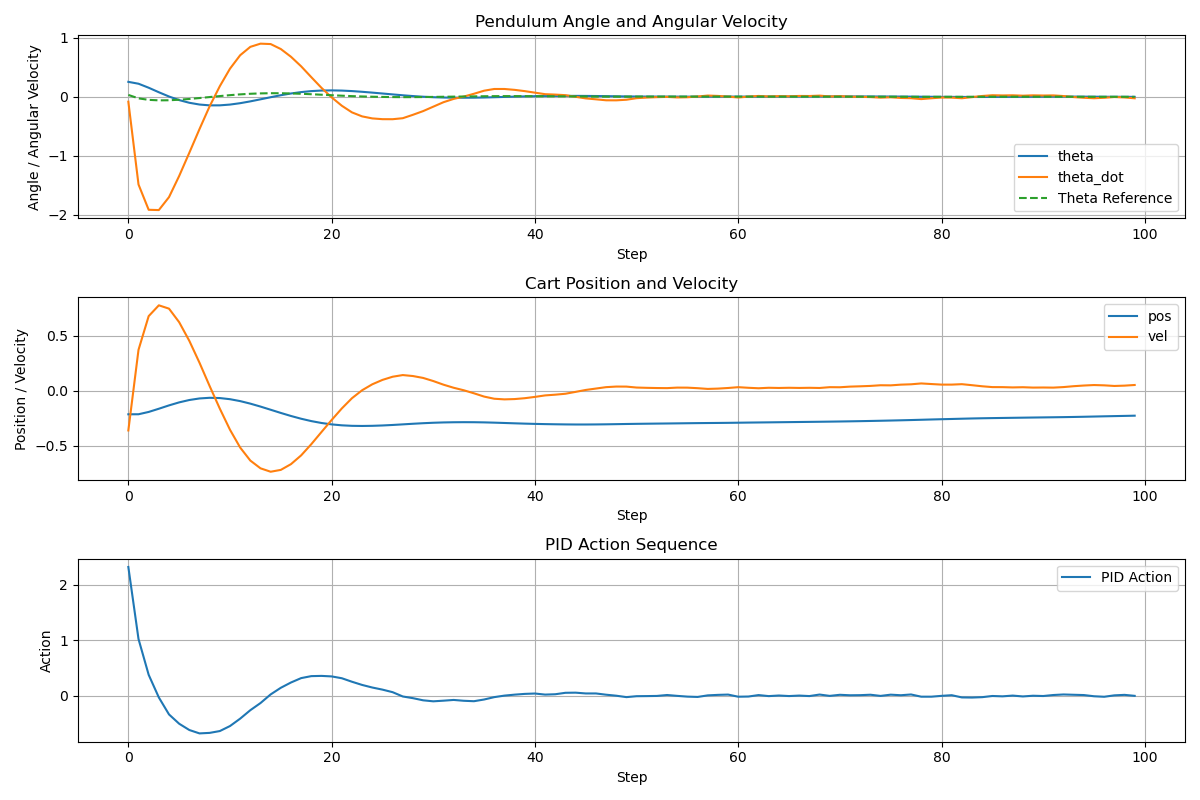 Pendulum Angle and Angular Velocity
Angle / Angular Velocity
1
0
−1
−2
theta
theta_dot
Theta Reference
0 20 40 60 80 100
Step
Cart Position and Velocity
Position / Velocity
0.5
0.0
−0.5
pos
vel
0 20 40 60 80 100
Step
PID Action Sequence
Action
2
1
0
PID Action
0 20 40 60 80 100
Step